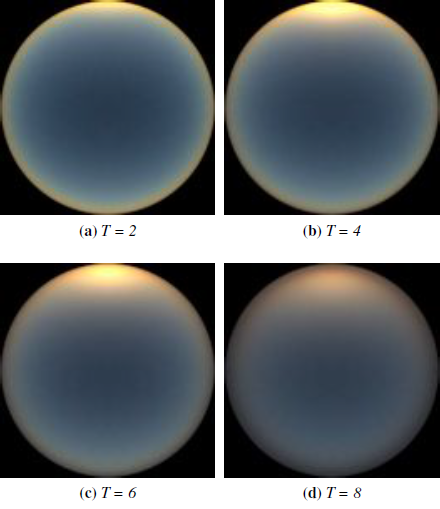 (a) T = 2
(b) T = 4
(c) T = 6
(d) T = 8